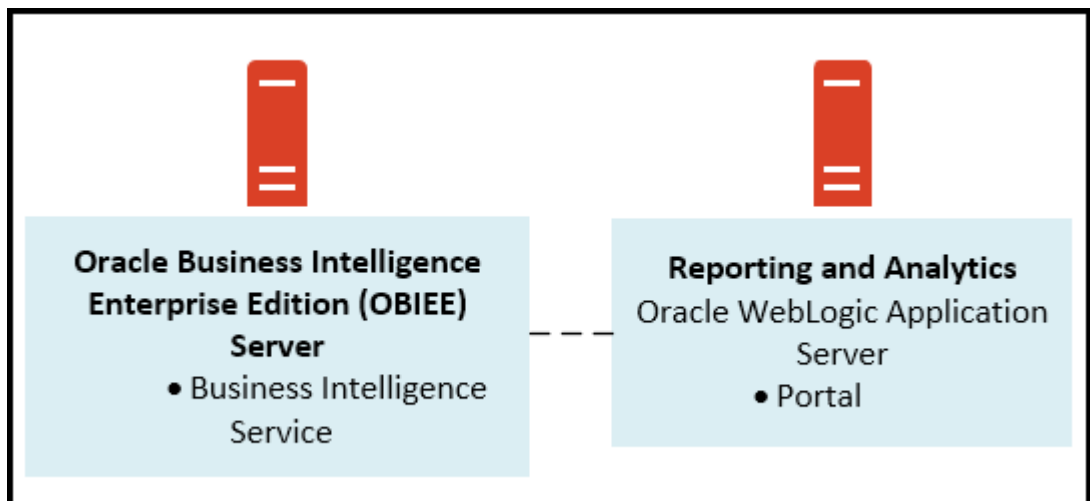 Oracle Business Intelligence
Enterprise Edition (OBIEE)
Server
• Business Intelligence
Service
Reporting and Analytics
Oracle WebLogic Application
Server
• Portal